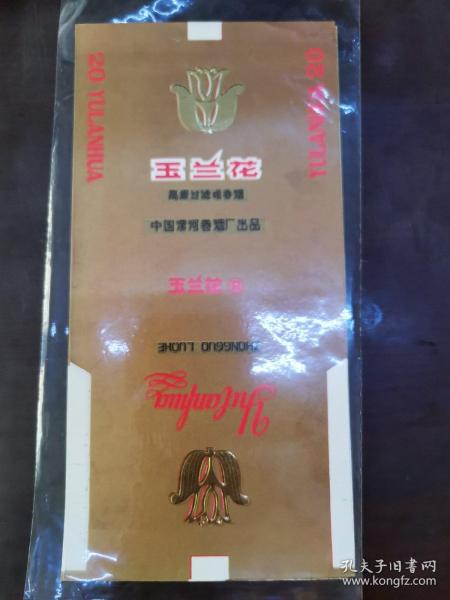 20 YULANHUA
YULANHUA 20
玉兰花
高级过滤咀香烟
中国漯河卷烟厂出品
玉兰花
ZHONGGUO LUOHE
Yulanhua
孔夫子旧书网
www.kongfz.com